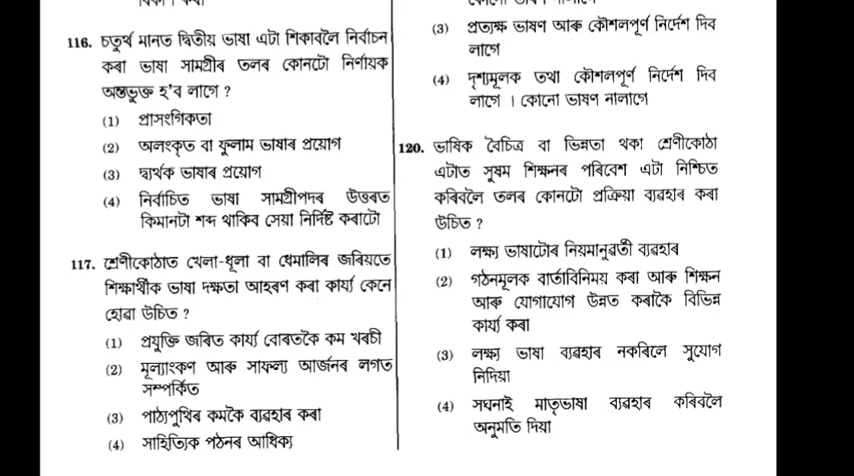 116. চতুৰ্থ মানত দ্বিতীয় ভাষা এটা শিকাবলৈ নিৰ্বাচন
কৰা ভাষা সামগ্ৰীৰ তলৰ কোনটো নিৰ্ণায়ক
অন্তৰ্ভুক্ত হ'ব লাগে ?
(1) প্ৰাসংগিকতা
(2) অলংকৃত বা ফুলাম ভাষাৰ প্ৰয়োগ
(3) দ্ব্যৰ্থক ভাষাৰ প্ৰয়োগ
(4) নিৰ্বাচিত ভাষা সামগ্ৰীপদৰ উত্তৰত
কিমানটা শব্দ থাকিব সেয়া নিৰ্দিষ্ট কৰাটো
117. শ্ৰেণীকোঠাত খেলা-ধূলা বা ধেমালিৰ জৰিয়তে
শিক্ষাৰ্থীক ভাষা দক্ষতা আহৰণ কৰা কাৰ্য্য কেনে
হোৱা উচিত ?
(1) প্ৰযুক্তি জৰিত কাৰ্য্য বোৰতকৈ কম খৰচী
(2) মূল্যাংকণ আৰু সাফল্য আৰ্জনৰ লগত
সম্পৰ্কিত
(3) পাঠ্যপুথিৰ কমকৈ ব্যৱহাৰ কৰা
(4) সাহিত্যিক পঠনৰ আধিক্য
(3) প্ৰত্যক্ষ ভাষণ আৰু কৌশলপূৰ্ণ নিৰ্দেশ দিব
লাগে
(4) দৃশ্যমূলক তথা কৌশলপূৰ্ণ নিৰ্দেশ দিব
লাগে । কোনো ভাষণ নালাগে
120. ভাষিক বৈচিত্ৰ বা ভিন্নতা থকা শ্ৰেণীকোঠা
এটাত সুষম শিক্ষনৰ পৰিবেশ এটা নিশ্চিত
কৰিবলৈ তলৰ কোনটো প্ৰক্ৰিয়া ব্যৱহাৰ কৰা
উচিত ?
(1) লক্ষ্য ভাষাটোৰ নিয়মানুৱৰ্তী ব্যৱহাৰ
(2) গঠনমূলক বাৰ্তাবিনিময় কৰা আৰু শিক্ষন
আৰু যোগাযোগ উন্নত কৰাকৈ বিভিন্ন
কাৰ্য্য কৰা
(3) লক্ষ্য ভাষা ব্যৱহাৰ নকৰিলে সুযোগ
নিদিয়া
(4) সঘনাই মাতৃভাষা ব্যৱহাৰ কৰিবলৈ
অনুমতি দিয়া